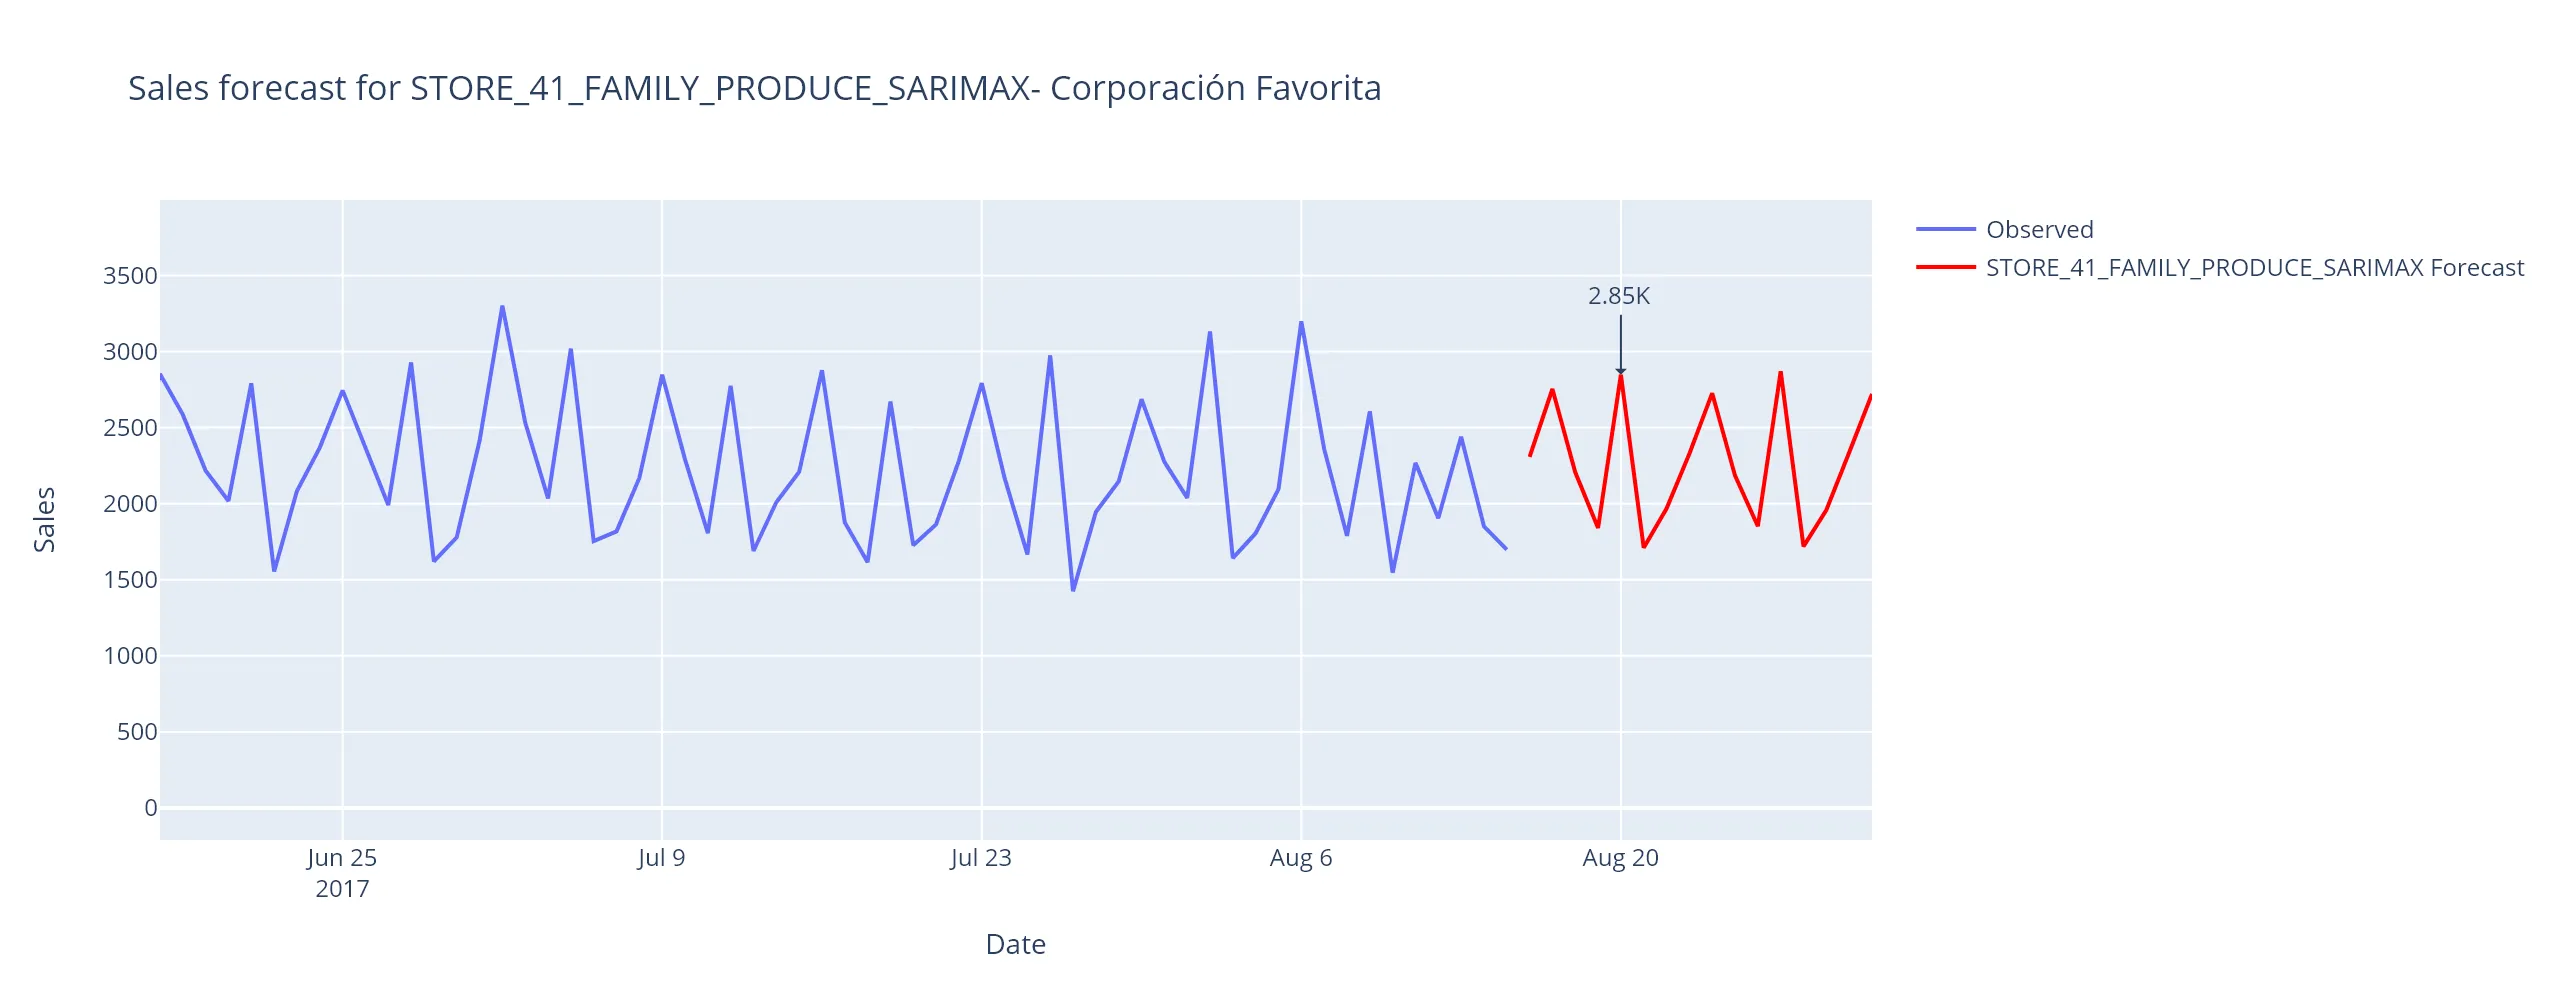 Sales forecast for STORE_41_FAMILY_PRODUCE_SARIMAX- Corporación Favorita
Observed
STORE_41_FAMILY_PRODUCE_SARIMAX Forecast
2.85K
3500
3000
2500
2000
1500
1000
500
0
Sales
Jun 25
2017
Jul 9
Jul 23
Aug 6
Aug 20
Date